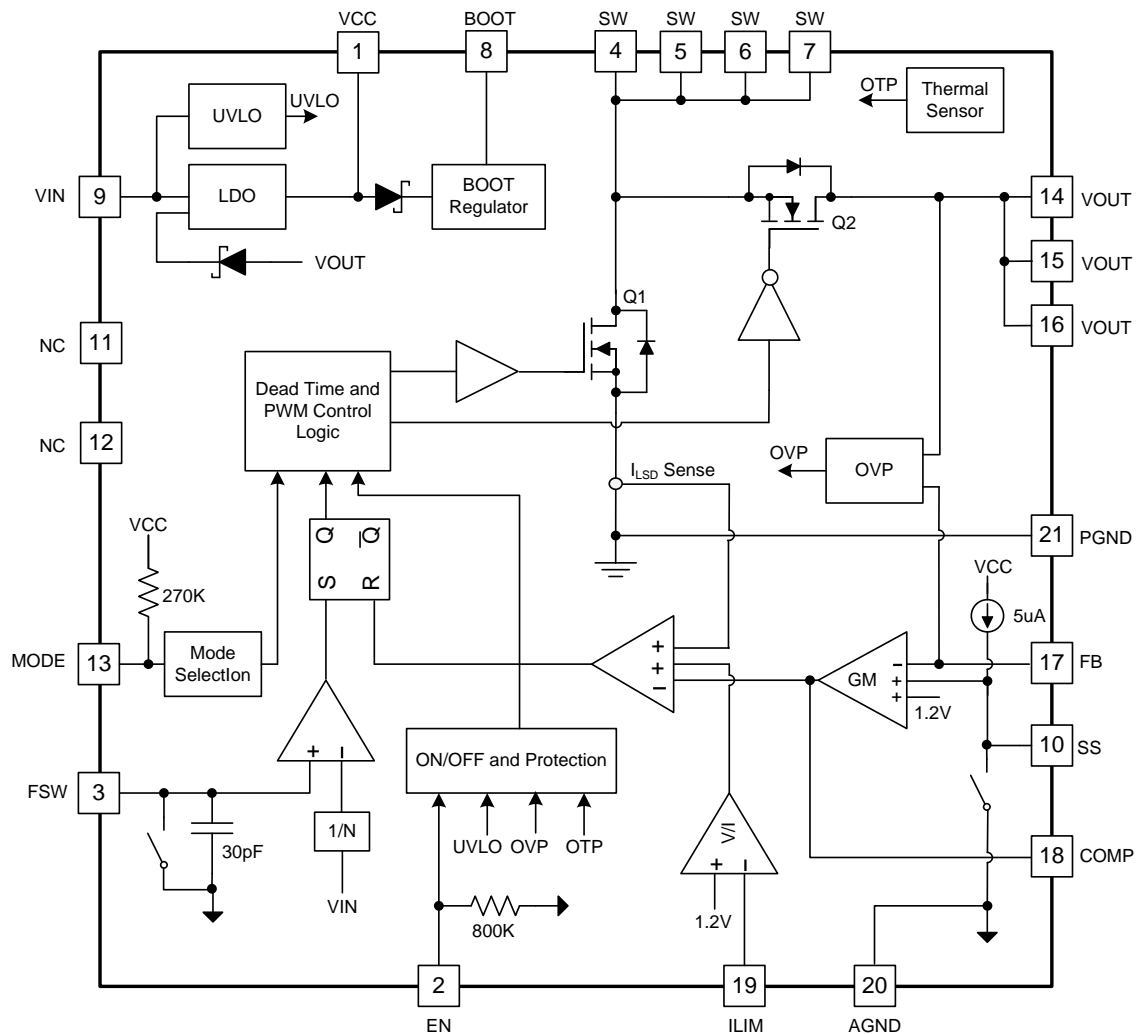 VCC
BOOT
SW
SW
SW
SW
1
8
4
5
6
7
UVLO
UVLO
OTP
Thermal
Sensor
VIN
9
LDO
BOOT
Regulator
VOUT
Q2
14
VOUT
15
VOUT
16
VOUT
NC
11
Q1
Dead Time and
PWM Control
Logic
NC
12
OVP
OVP
ILSD Sense
VCC
270K
S
Q
R
Q
21
PGND
VCC
5uA
MODE
13
Mode
SelectIon
+
+
−
GM
−
+
+
1.2V
17
FB
10
SS
FSW
3
30pF
+
−
1/N
VIN
ON/OFF and Protection
UVLO
OVP
OTP
V/I
+
−
1.2V
18
COMP
800K
2
19
20
EN
ILIM
AGND